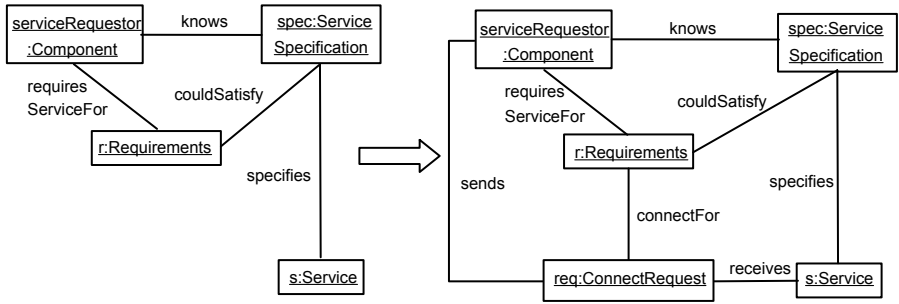 serviceRequestor
:Component
knows
spec:Service
Specification
requires
ServiceFor
couldSatisfy
r:Requirements
specifies
s:Service
serviceRequestor
:Component
knows
spec:Service
Specification
requires
ServiceFor
couldSatisfy
r:Requirements
sends
specifies
connectFor
req:ConnectRequest
receives
s:Service